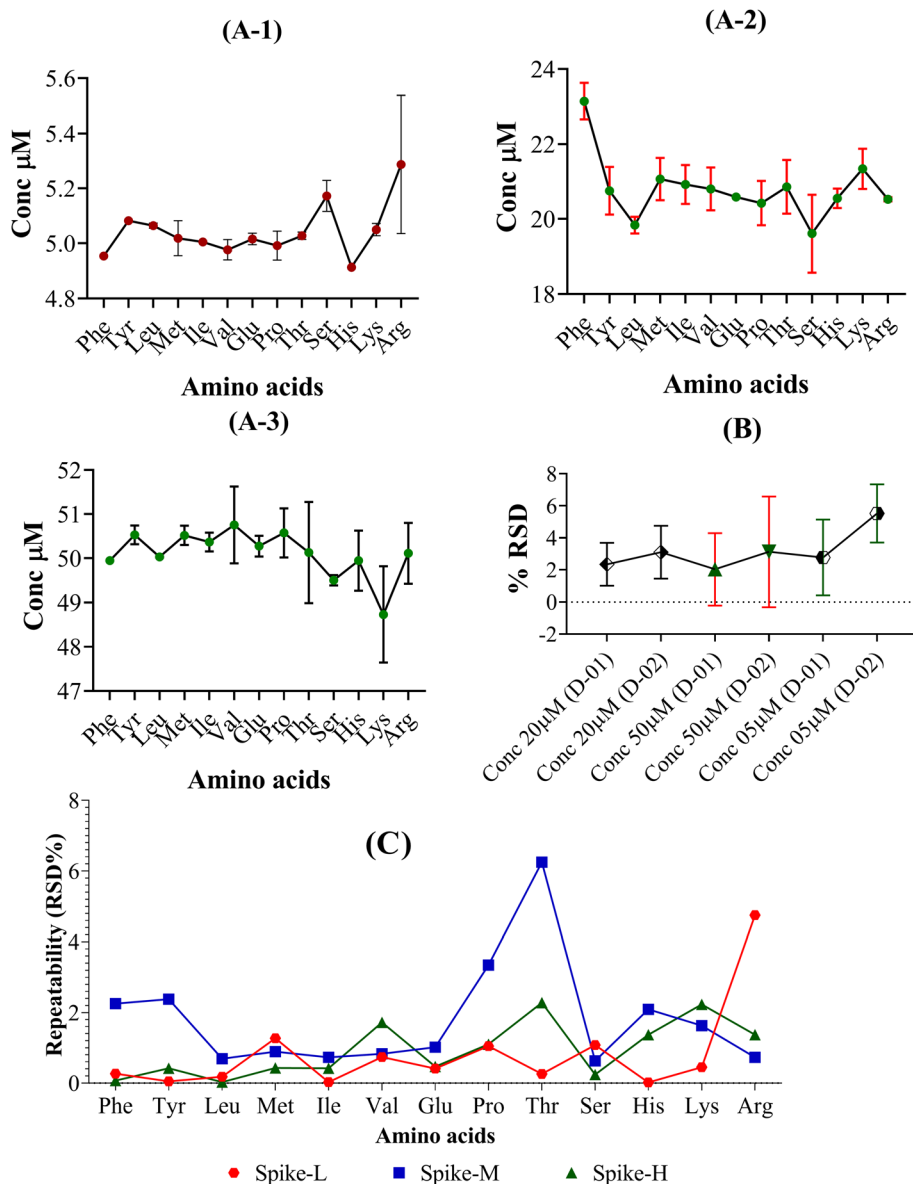 (A-1)
Conc μM
5.6
5.4
5.2
5.0
4.8
Phe Tyr Leu Met Ile Val Glu Pro Thr Ser His Lys Arg
Amino acids
(A-2)
Conc μM
24
22
20
18
Phe Tyr Leu Met Ile Val Glu Pro Thr Ser His Lys Arg
Amino acids
(A-3)
Conc μM
52
51
50
49
48
47
Phe Tyr Leu Met Ile Val Glu Pro Thr Ser His Lys Arg
Amino acids
(B)
% RSD
8
6
4
2
0
-2
Conc 20μM (D-01)
Conc 20μM (D-02)
Conc 50μM (D-01)
Conc 50μM (D-02)
Conc 05μM (D-01)
Conc 05μM (D-02)
(C)
Repeatability (RSD%)
8
6
4
2
0
Phe Tyr Leu Met Ile Val Glu Pro Thr Ser His Lys Arg
Amino acids
Spike-L Spike-M Spike-H